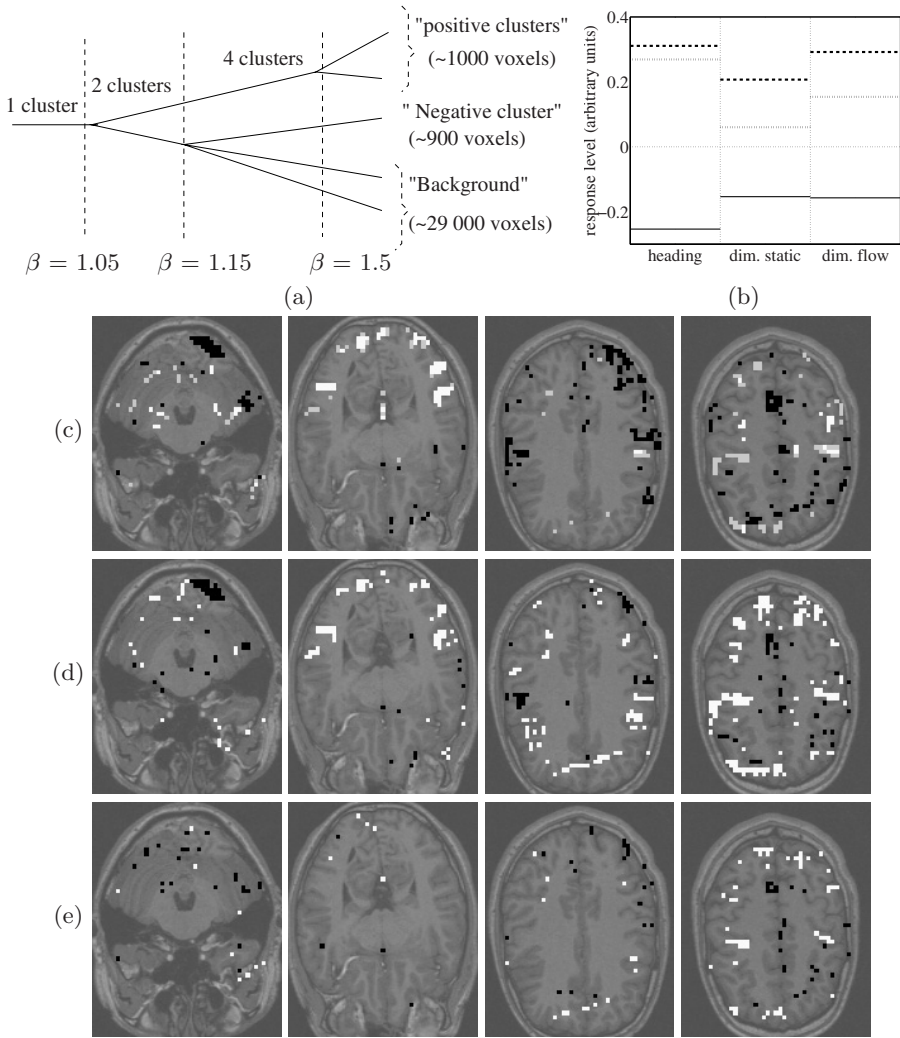 "positive clusters"
(~1000 voxels)
4 clusters
2 clusters
1 cluster
" Negative cluster"
(~900 voxels)
"Background"
(~29 000 voxels)
β = 1.05
β = 1.15
β = 1.5
(a)
response level (arbitrary units)
0.4
0.2
0
−0.2
heading
dim. static
dim. flow
(b)
(c)
(d)
(e)